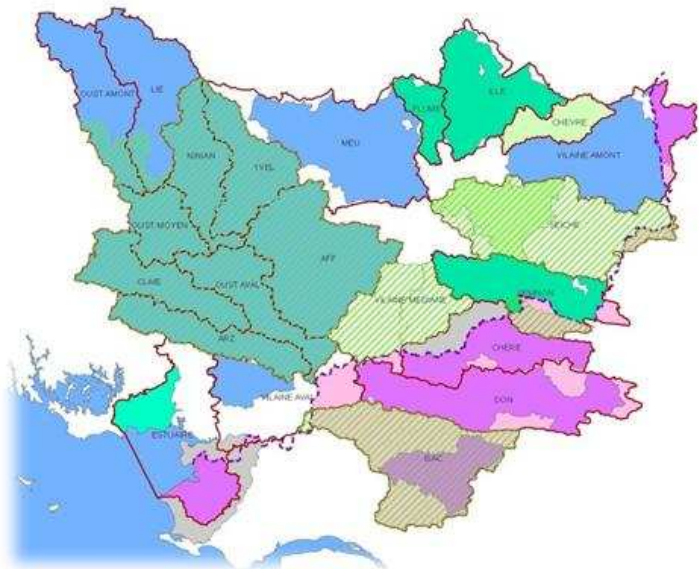 OUST AMONT
LIE
FLUME
ILLE
CHEVRE
NINIAN
YVEL
MEU
VILAINE AMONT
OUST MOYEN
SEICHE
AFF
CLAIE
OUST AVAL
VILAINE MEDIANE
SEMNON
ARZ
CHERE
VILAINE AVAL
DON
ESTUAIRE
ISAC